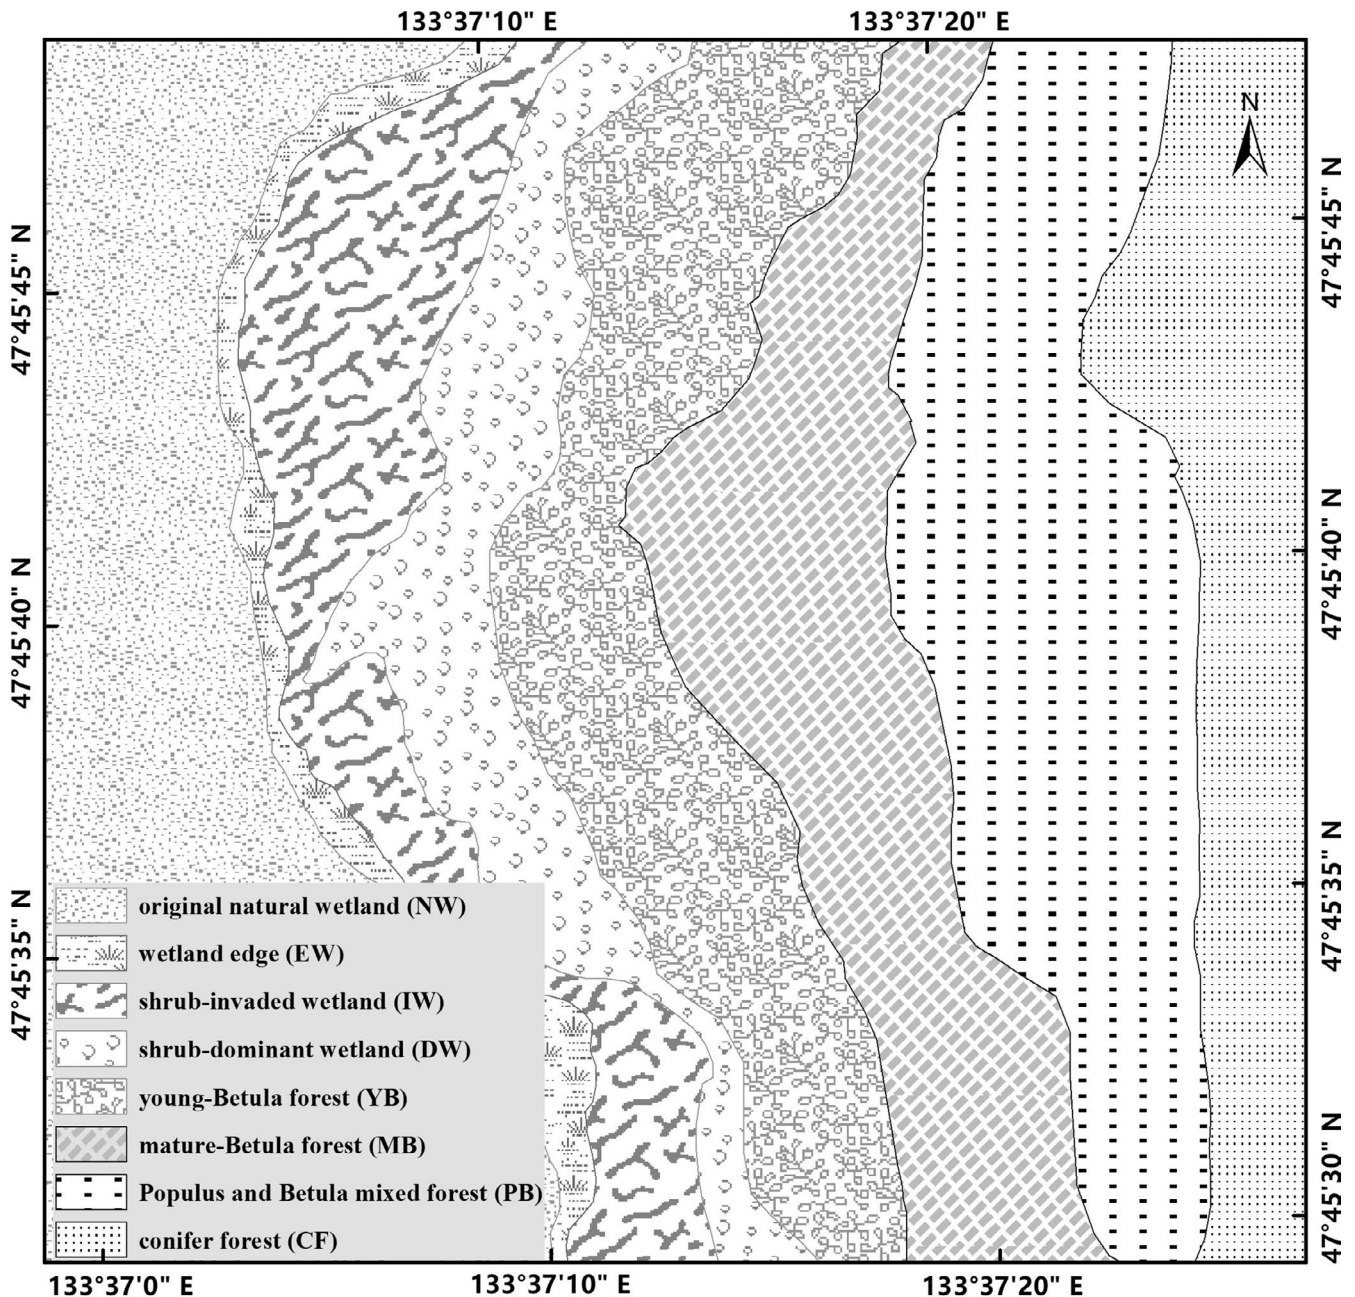 133°37'10" E
133°37'20" E
N
47°45'45" N
47°45'40" N
47°45'35" N
47°45'45" N
47°45'40" N
47°45'35" N
47°45'30" N
original natural wetland (NW)
wetland edge (EW)
shrub-invaded wetland (IW)
shrub-dominant wetland (DW)
young-Betula forest (YB)
mature-Betula forest (MB)
Populus and Betula mixed forest (PB)
conifer forest (CF)
133°37'0" E
133°37'10" E
133°37'20" E